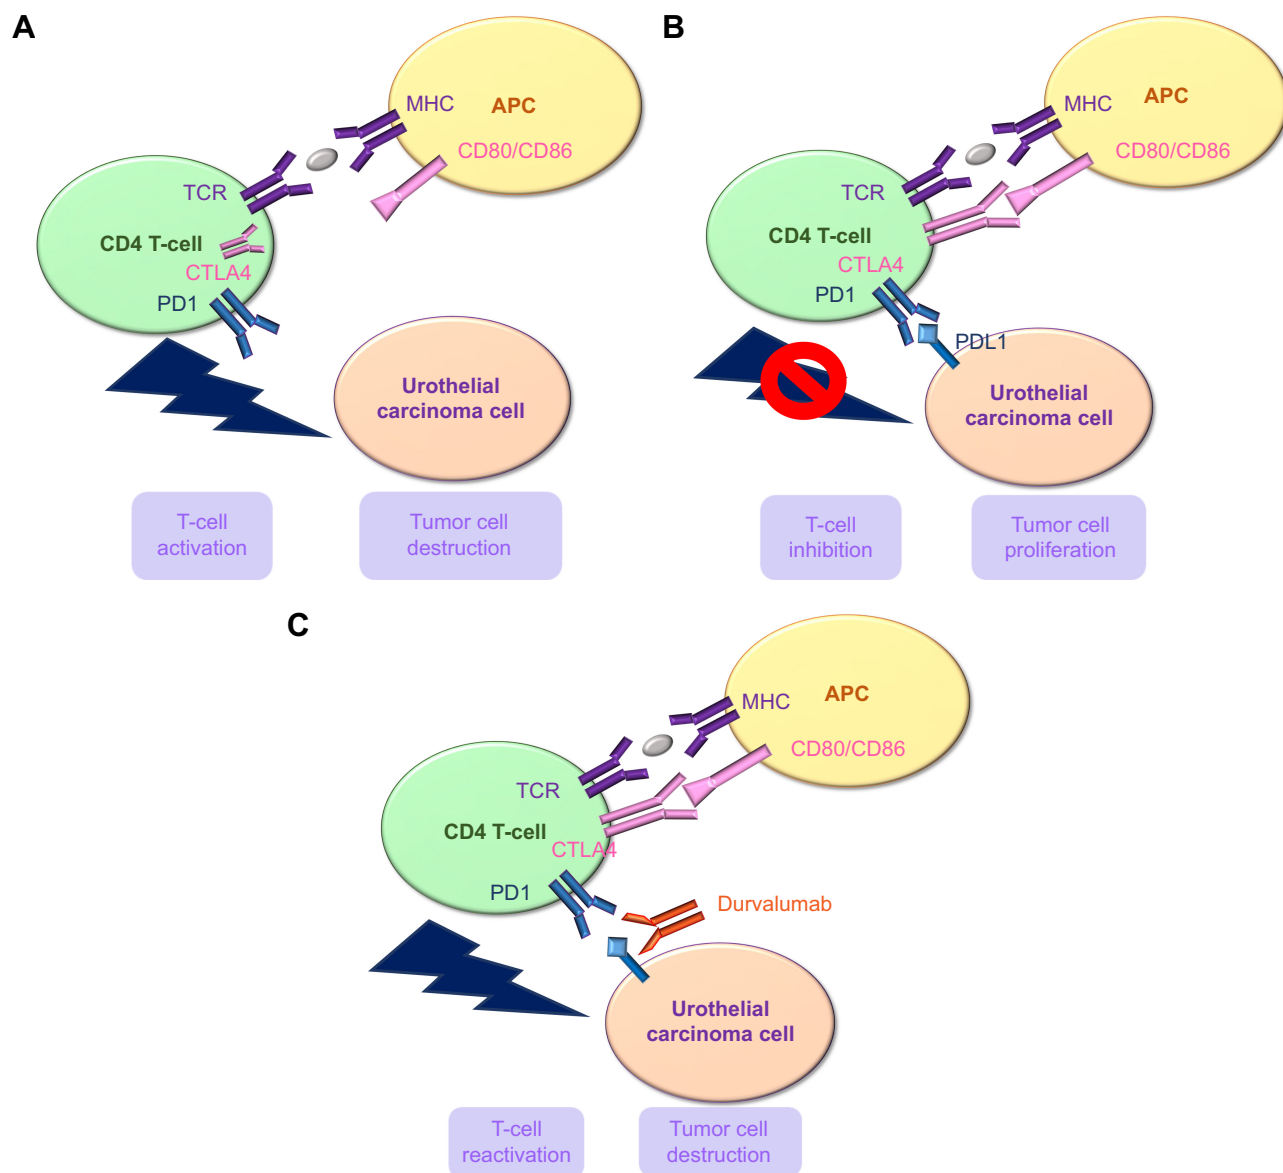 A
MHC
APC
CD80/CD86
TCR
CD4 T-cell
CTLA4
PD1
Urothelial
carcinoma cell
T-cell
activation
Tumor cell
destruction
B
MHC
APC
CD80/CD86
TCR
CD4 T-cell
CTLA4
PD1
PDL1
Urothelial
carcinoma cell
T-cell
inhibition
Tumor cell
proliferation
C
MHC
APC
CD80/CD86
TCR
CD4 T-cell
CTLA4
PD1
Durvalumab
Urothelial
carcinoma cell
T-cell
reactivation
Tumor cell
destruction